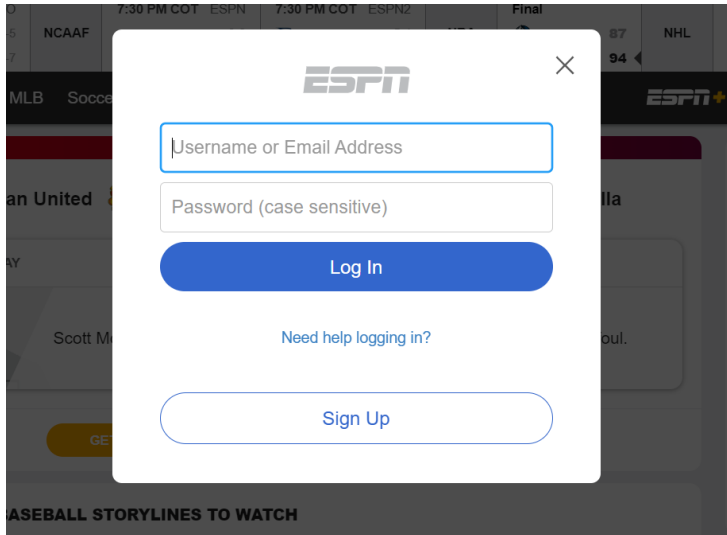 7:30 PM COT ESPN
7:30 PM COT ESPN2
Final
NCAAF
87
NHL
94
MLB Socce
ESPN
ESPN+
Username or Email Address
an United
lla
Password (case sensitive)
AY
Log In
Scott M
Need help logging in?
oul.
Sign Up
GE
BASEBALL STORYLINES TO WATCH